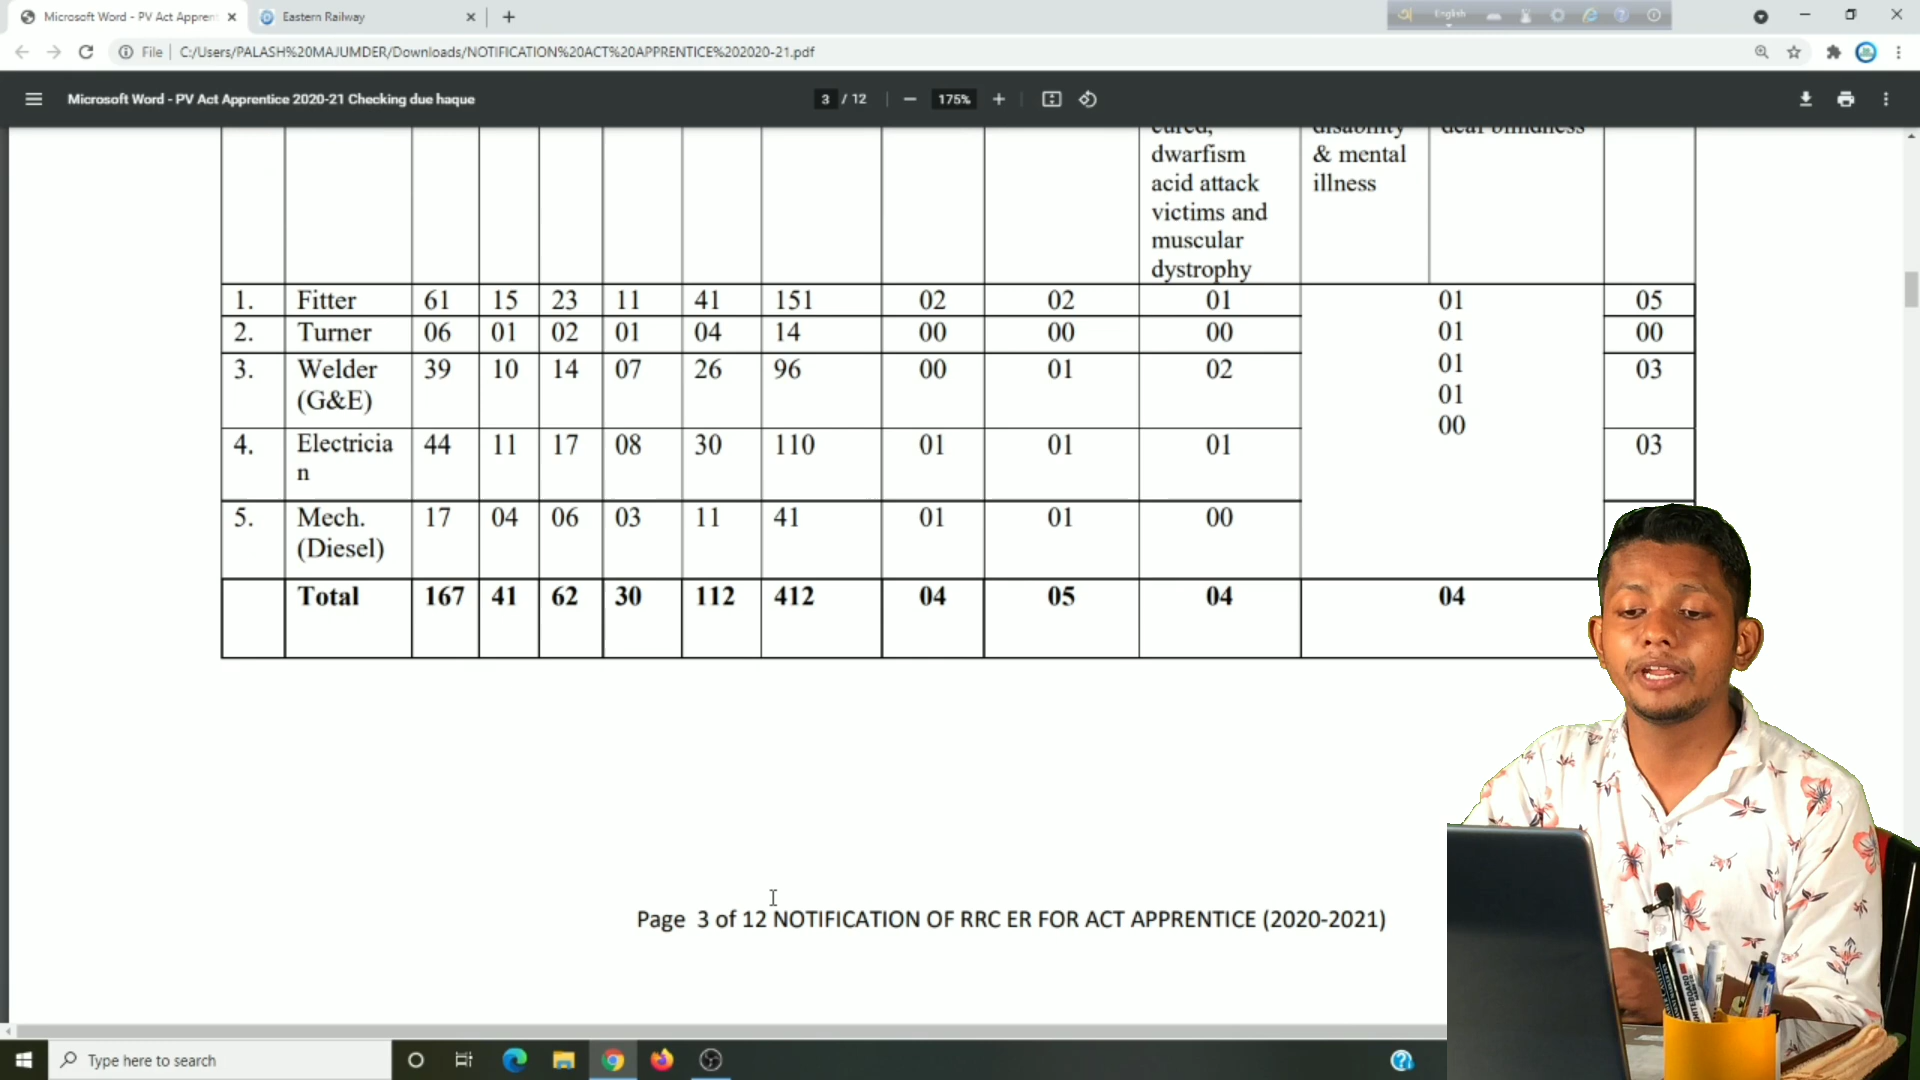 Microsoft Word - PV Act Appren
Eastern Railway
English
File | C:/Users/PALASH%20MAJUMDER/Downloads/NOTIFICATION%20ACT%20APPRENTICE%202020-21.pdf
Microsoft Word - PV Act Apprentice 2020-21 Checking due haque
3 / 12
175%
cured, disability deaf blindness
dwarfism & mental
acid attack illness
victims and
muscular
dystrophy
1. Fitter 61 15 23 11 41 151 02 02 01 01 05
2. Turner 06 01 02 01 04 14 00 00 00 01 00
3. Welder 39 10 14 07 26 96 00 01 02 01 03
(G&E) 01
00
4. Electricia 44 11 17 08 30 110 01 01 01 03
n
5. Mech. 17 04 06 03 11 41 01 01 00
(Diesel)
Total 167 41 62 30 112 412 04 05 04 04
Page 3 of 12 NOTIFICATION OF RRC ER FOR ACT APPRENTICE (2020-2021)
Type here to search